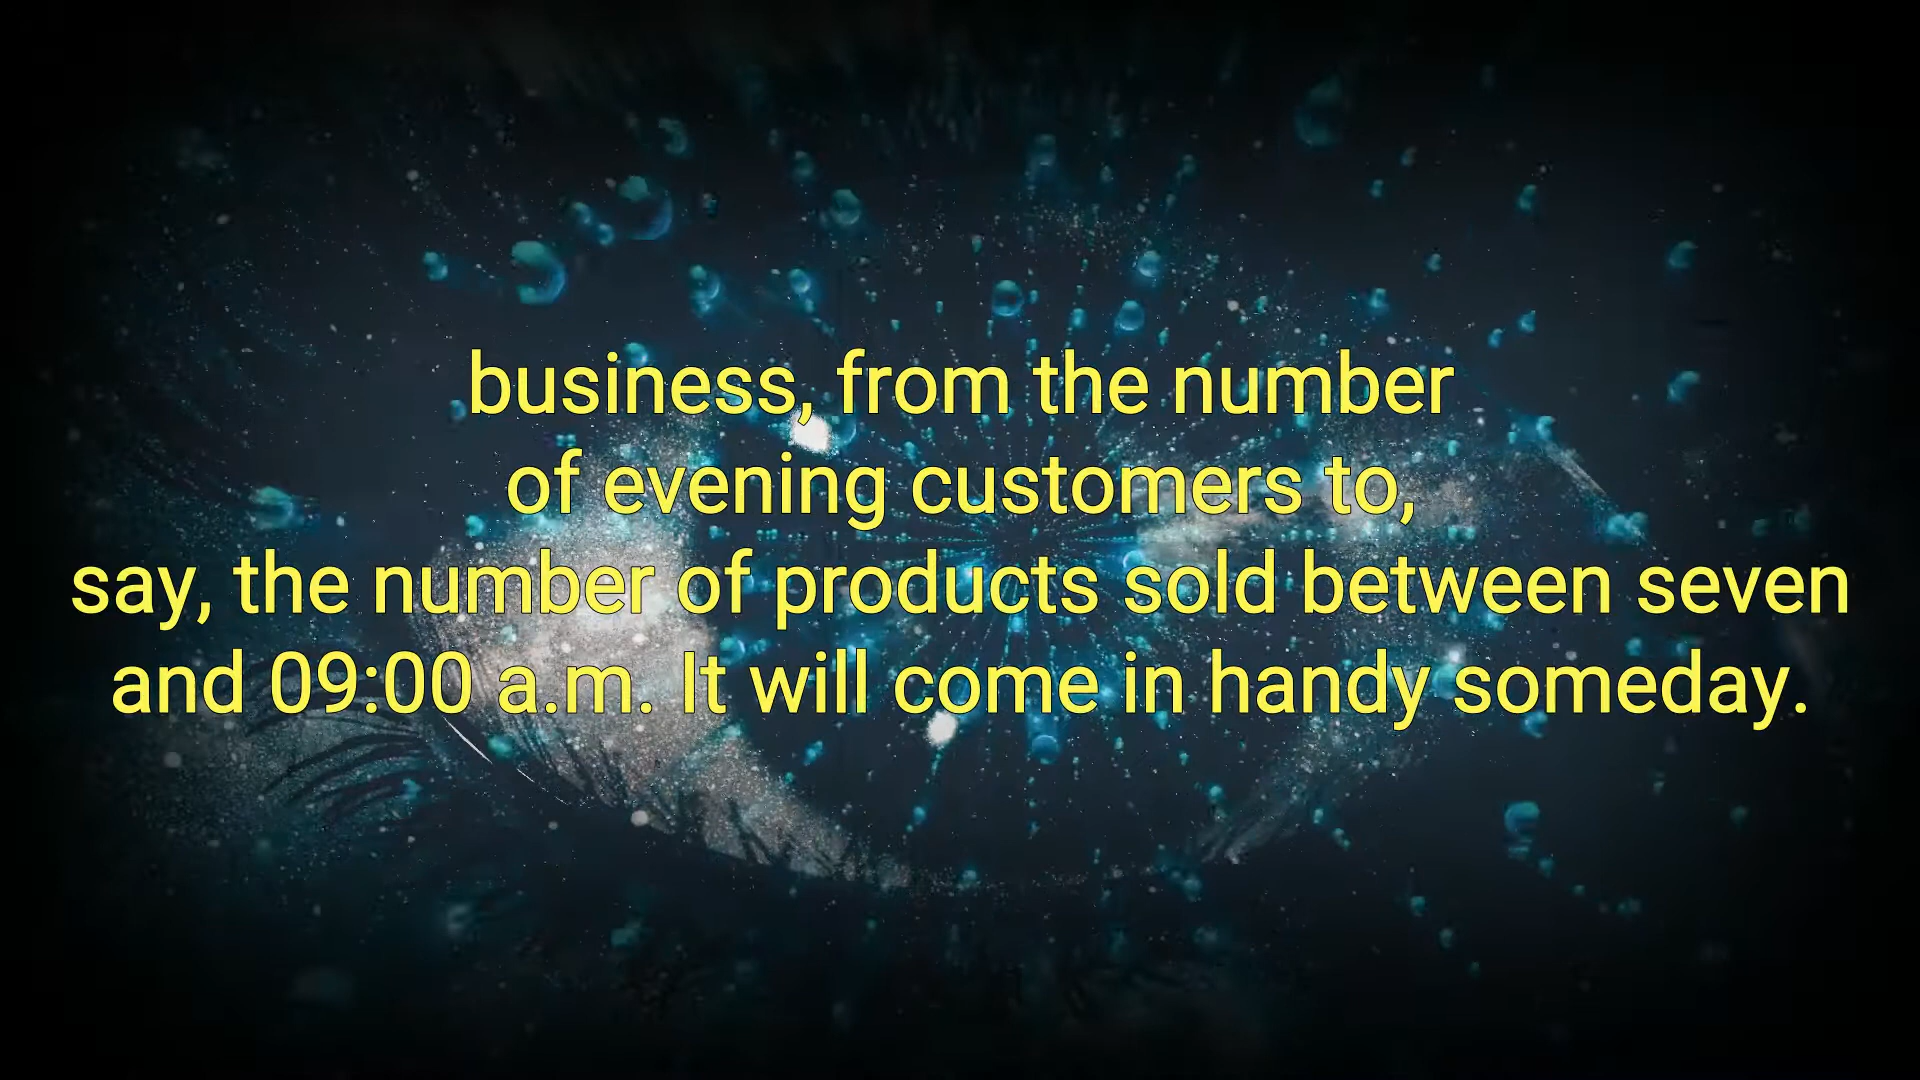 business, from the number
of evening customers to,
say, the number of products sold between seven
and 09:00 a.m. It will come in handy someday.